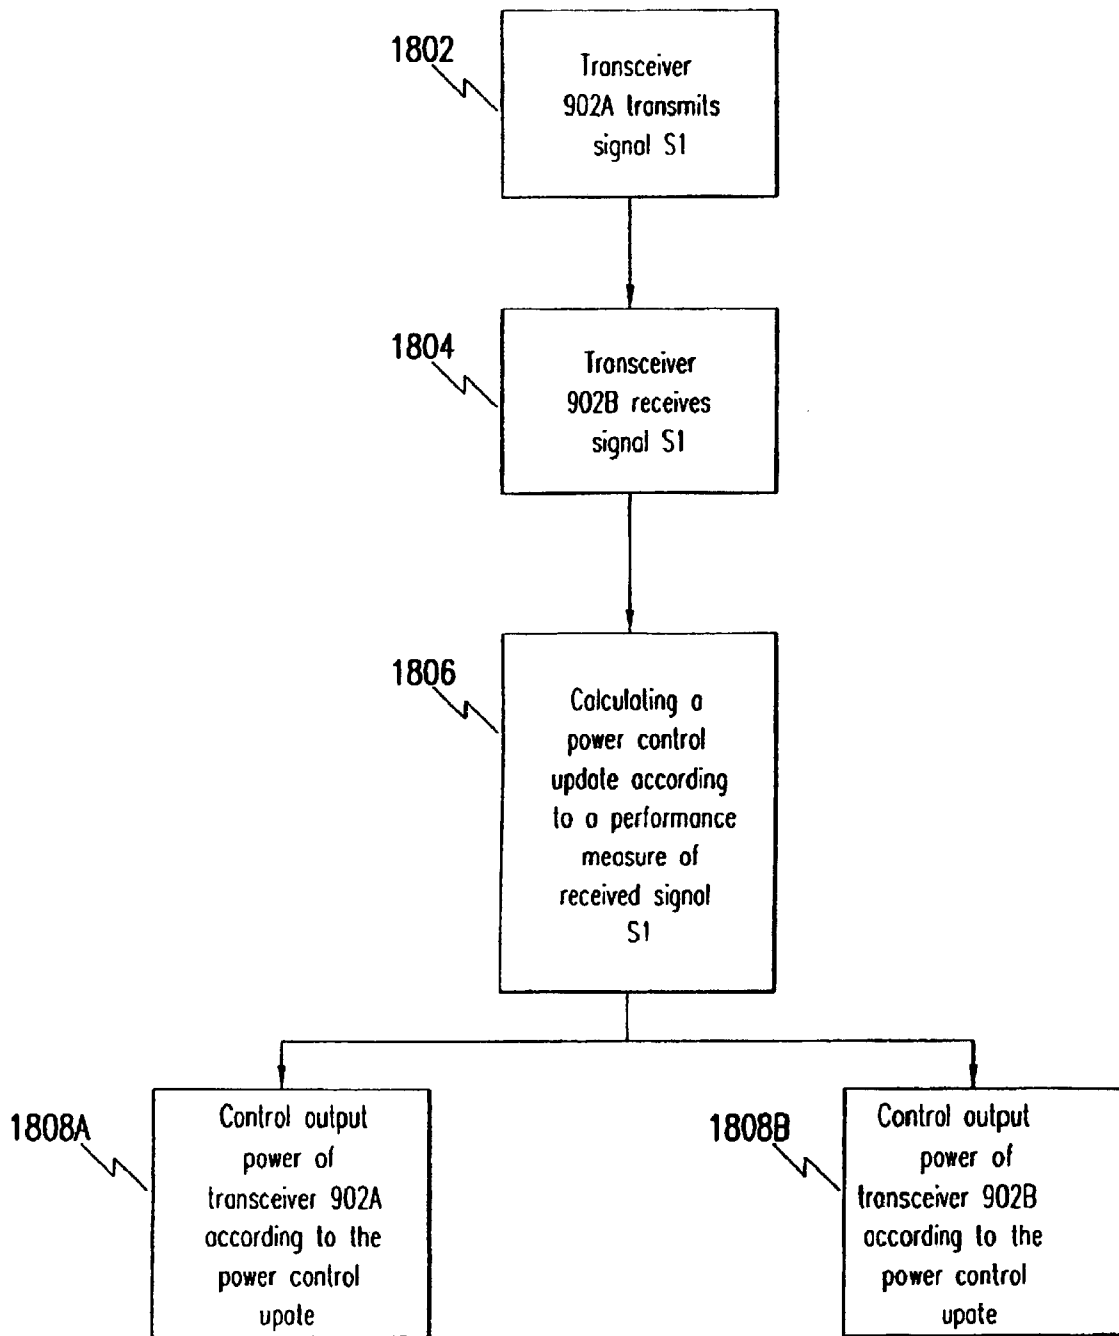 1802
Transceiver
902A transmits
signal S1
1804
Transceiver
902B receives
signal S1
1806
Calculating a
power control
update according
to a performance
measure of
received signal
S1
1808A
Control output
power of
transceiver 902A
according to the
power control
upate
1808B
Control output
power of
transceiver 902B
according to the
power control
upate